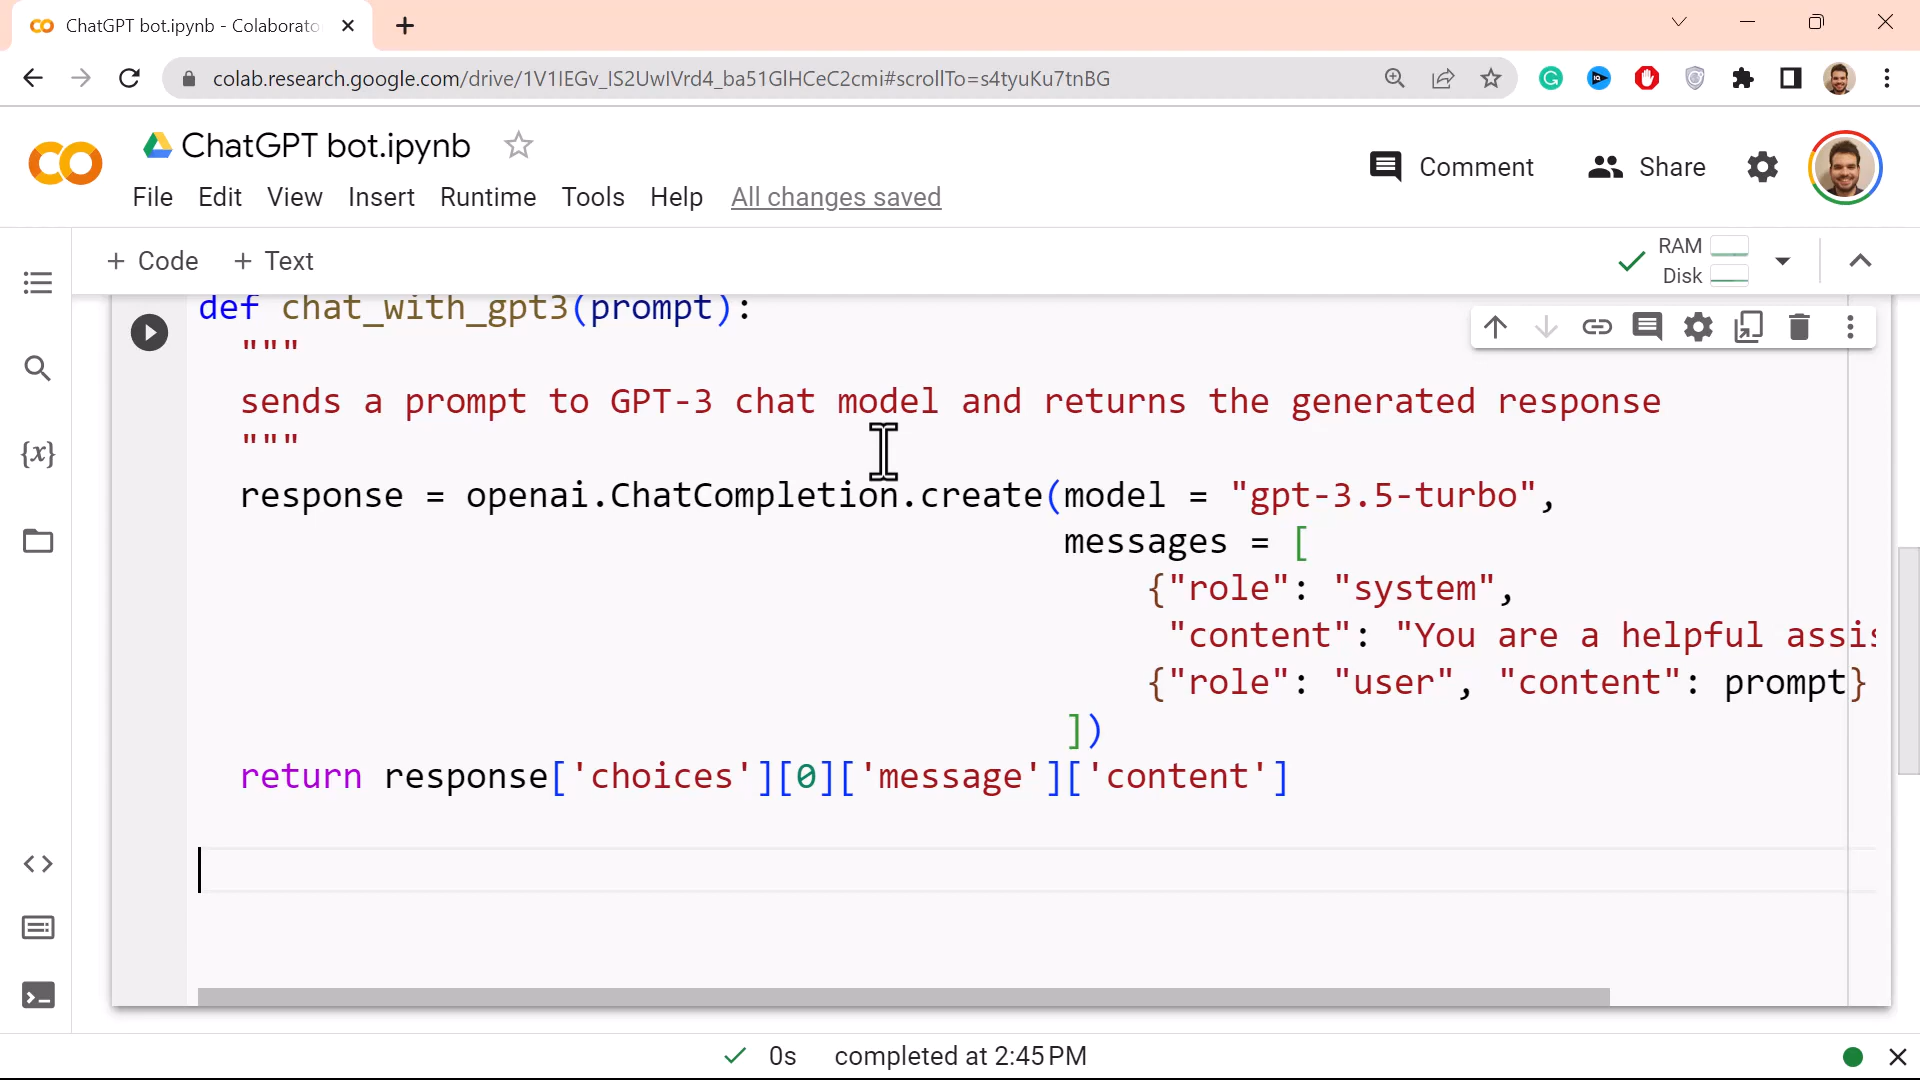 ChatGPT bot.ipynb - Colaborato
colab.research.google.com/drive/1V1IEGv_IS2UwIVrd4_ba51GlHCeC2cmi#scrollTo=s4tyuKu7tnBG
ChatGPT bot.ipynb
Comment
Share
File Edit View Insert Runtime Tools Help All changes saved
+ Code + Text
RAM
Disk
def chat_with_gpt3(prompt):
"""
sends a prompt to GPT-3 chat model and returns the generated response
"""
response = openai.ChatCompletion.create(model = "gpt-3.5-turbo",
messages = [
{"role": "system",
"content": "You are a helpful assis
{"role": "user", "content": prompt}
])
return response['choices'][0]['message']['content']
0s completed at 2:45 PM